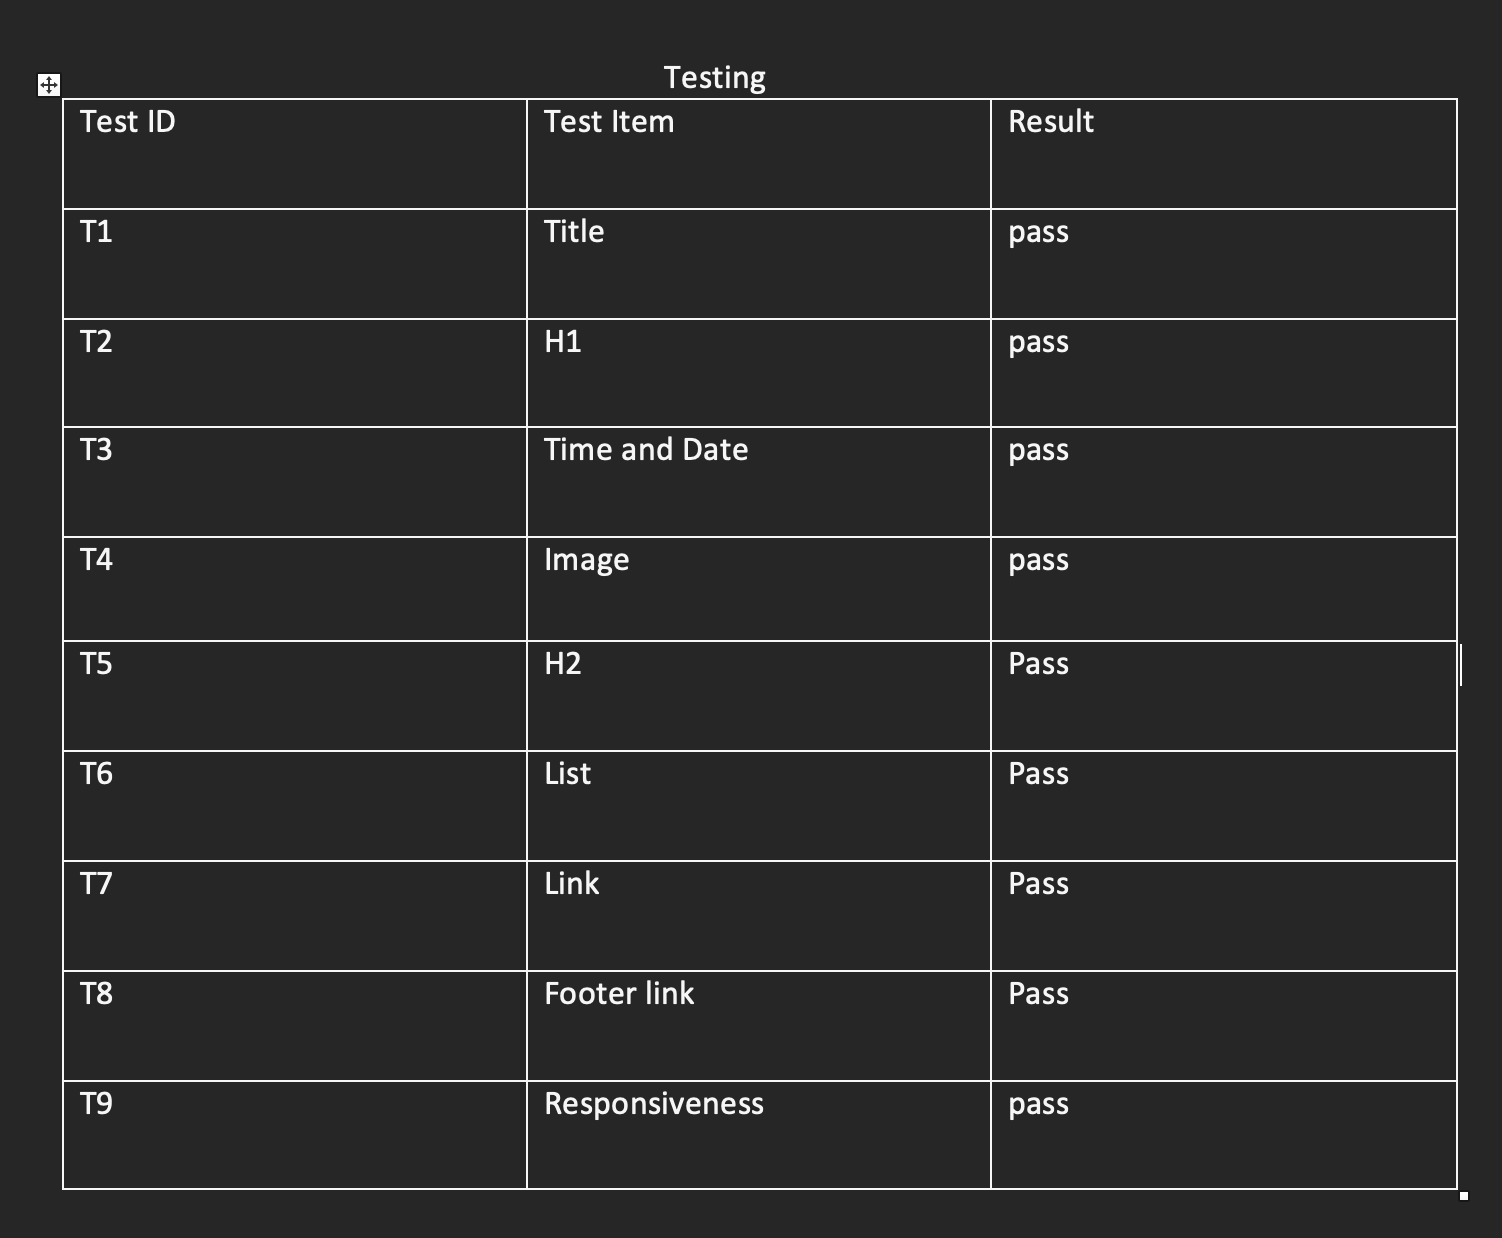 Testing
Test ID Test Item Result
T1 Title pass
T2 H1 pass
T3 Time and Date pass
T4 Image pass
T5 H2 Pass
T6 List Pass
T7 Link Pass
T8 Footer link Pass
T9 Responsiveness pass